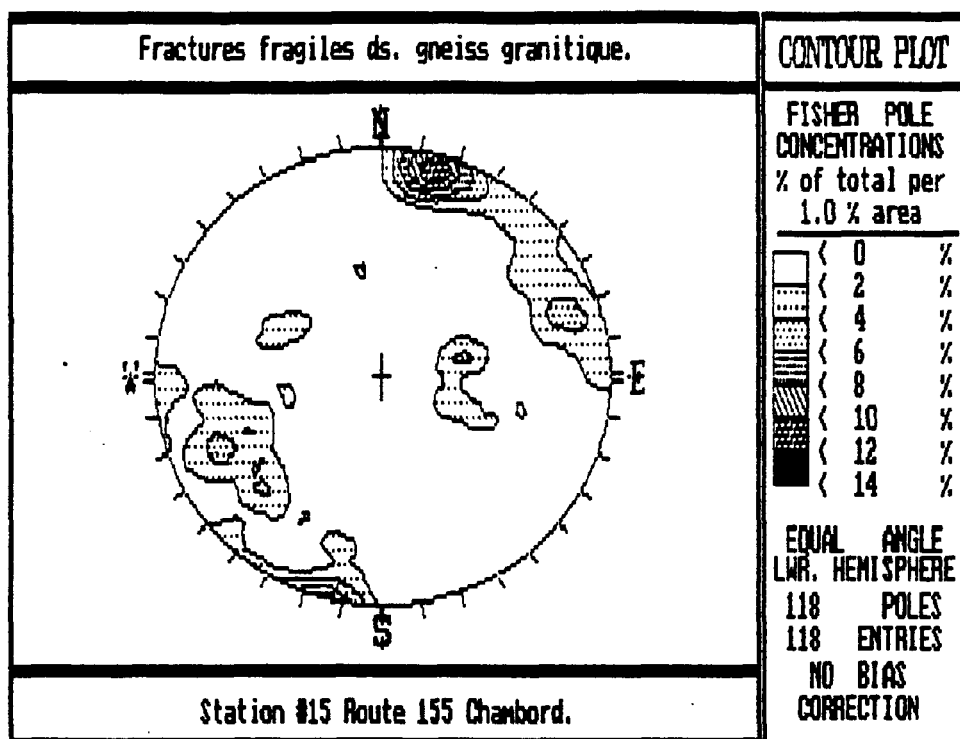 Fractures fragiles ds. gneiss granitique.
N
W
E
S
Station #15 Route 155 Chambord.
CONTOUR PLOT
FISHER POLE
CONCENTRATIONS
% of total per
1.0 % area
< 0 %
< 2 %
< 4 %
< 6 %
< 8 %
< 10 %
< 12 %
< 14 %
EQUAL ANGLE
LWR. HEMISPHERE
118 POLES
118 ENTRIES
NO BIAS
CORRECTION